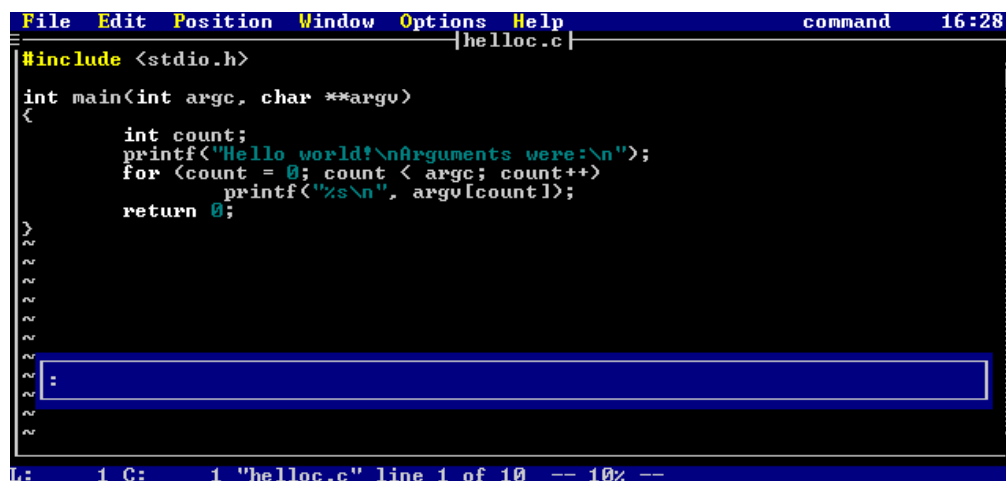 File Edit Position Window Options Help command 16:28
helloc.c
#include <stdio.h>
int main(int argc, char **argv)
{
int count;
printf("Hello world!\nArguments were:\n");
for (count = 0; count < argc; count++)
printf("%s\n", argv[count]);
return 0;
}
~
~
~
~
~
~
~
~
~
~
~
:
L: 1 C: 1 "helloc.c" line 1 of 10 -- 10% --